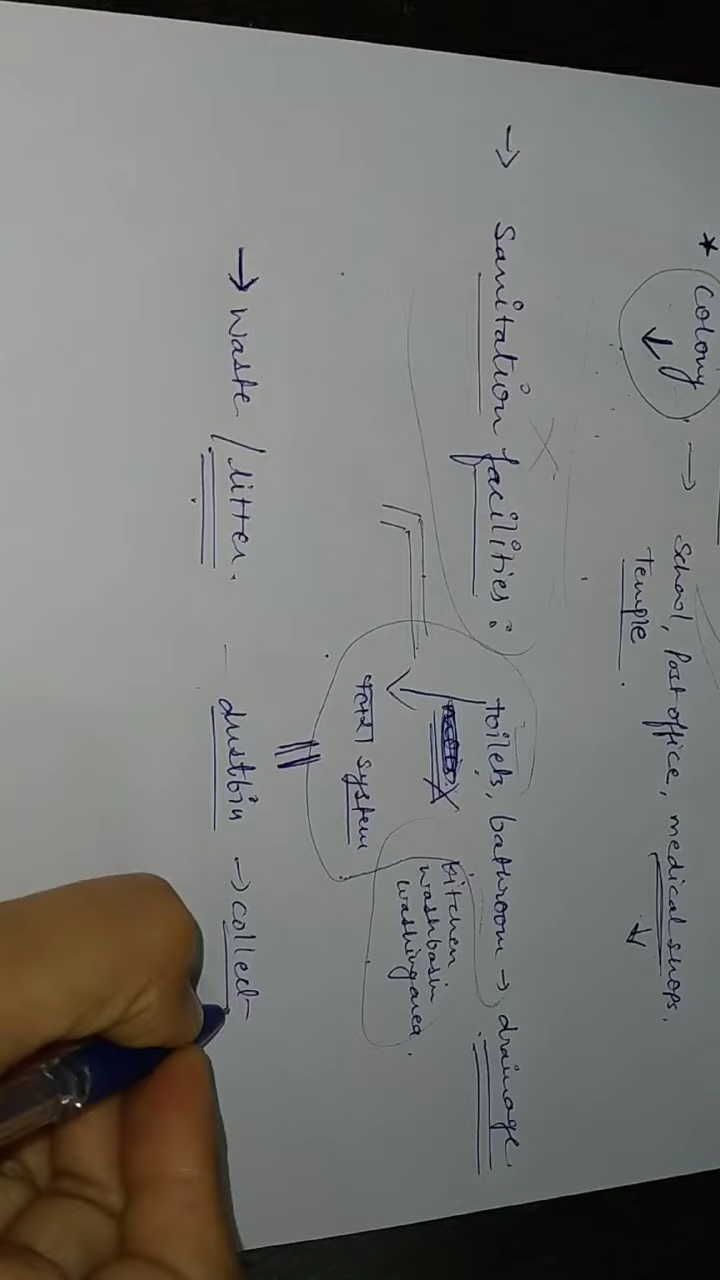 * Colony → School, Post office, medical shops,
↓ Temple. ↓
→ Sanitation facilities : toilets, bathroom → drainage.
kitchen
washbasin
total system washing area.
→ Waste / litter. - dustbin → collect